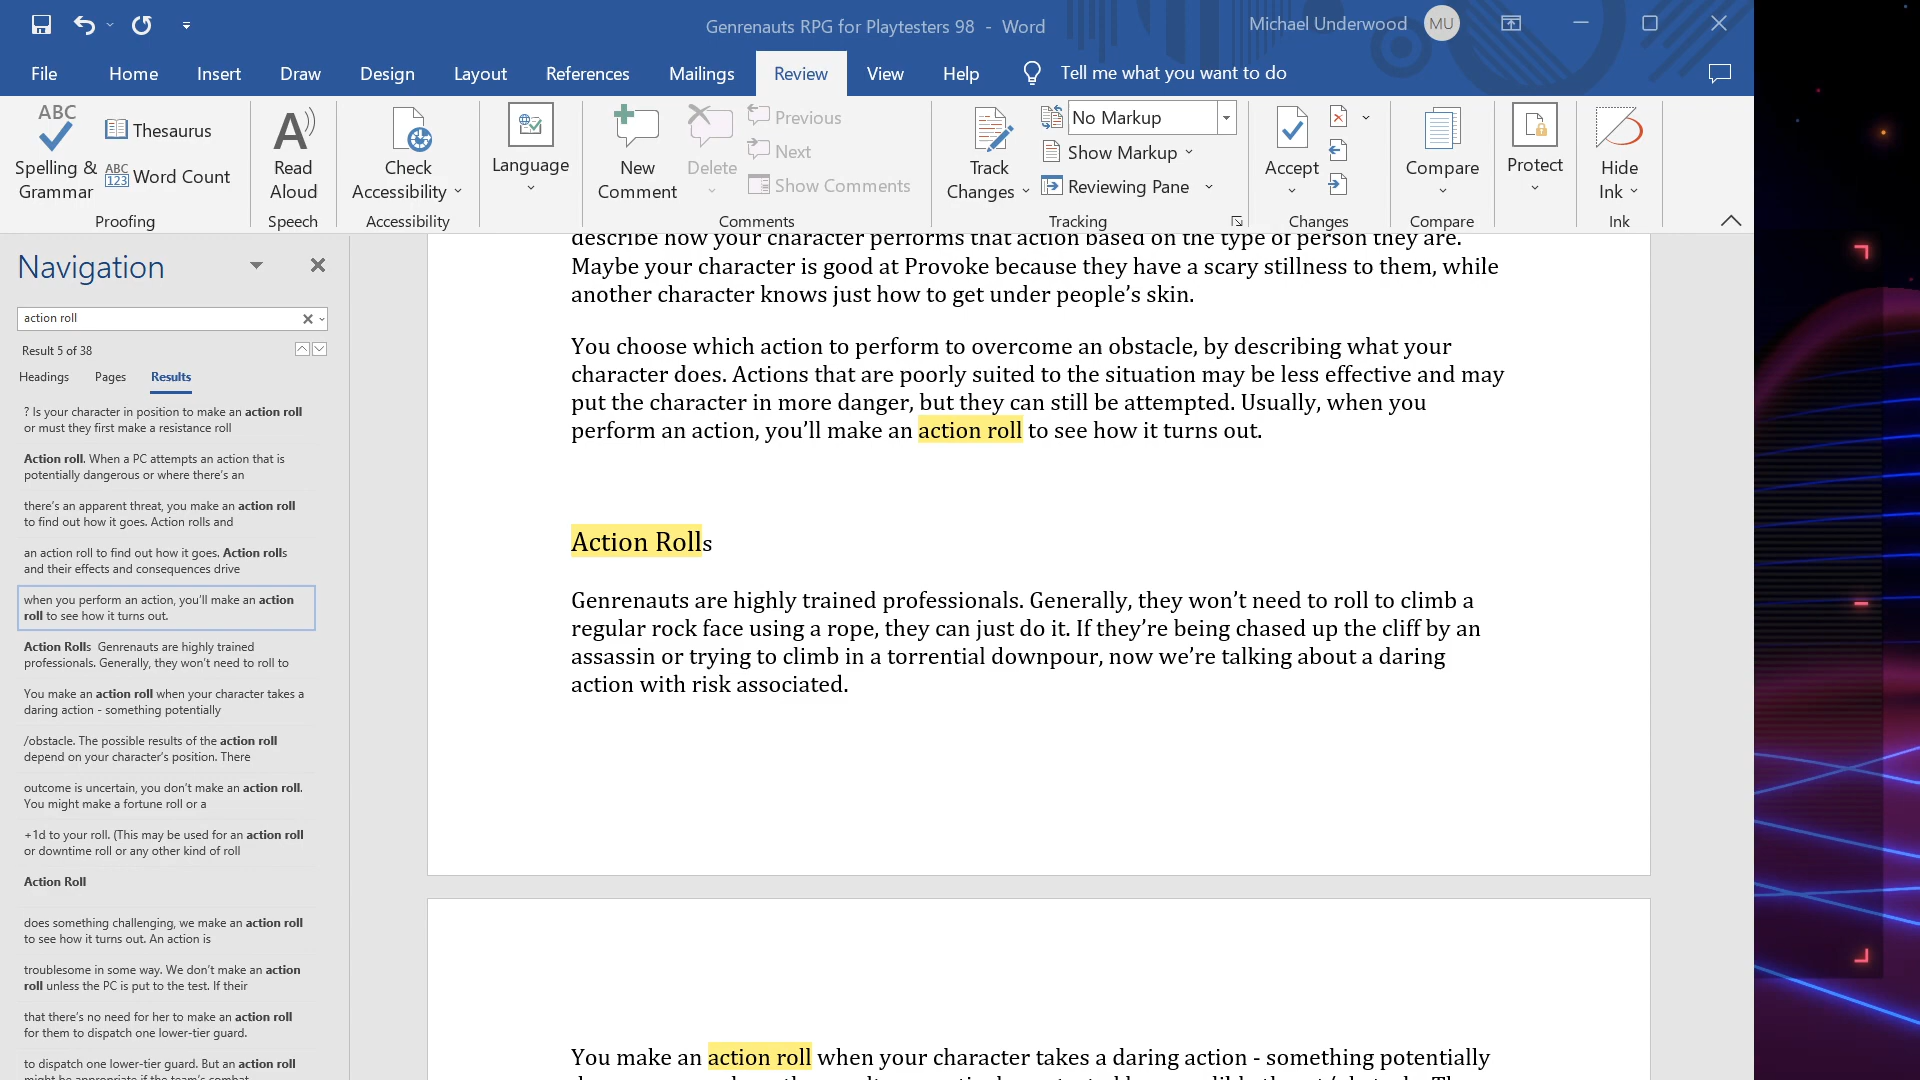 Genrenauts RPG for Playtesters 98 - Word
Michael Underwood MU
File Home Insert Draw Design Layout References Mailings Review View Help Tell me what you want to do
ABC
Spelling &
Grammar
Thesaurus
ABC
123 Word Count
Proofing
A
Read
Aloud
Speech
Check
Accessibility
Accessibility
Language
New
Comment
Delete
Previous
Next
Show Comments
Comments
Track
Changes
No Markup
Show Markup
Reviewing Pane
Tracking
Accept
Changes
Compare
Compare
Protect
Hide
Ink
Ink
Navigation
action roll
Result 5 of 38
Headings Pages Results
? Is your character in position to make an action roll
or must they first make a resistance roll
Action roll. When a PC attempts an action that is
potentially dangerous or where there's an
there's an apparent threat, you make an action roll
to find out how it goes. Action rolls and
an action roll to find out how it goes. Action rolls
and their effects and consequences drive
when you perform an action, you'll make an action
roll to see how it turns out.
Action Rolls Genrenauts are highly trained
professionals. Generally, they won't need to roll to
You make an action roll when your character takes a
daring action - something potentially
/obstacle. The possible results of the action roll
depend on your character's position. There
outcome is uncertain, you don't make an action roll.
You might make a fortune roll or a
+1d to your roll. (This may be used for an action roll
or downtime roll or any other kind of roll
Action Roll
does something challenging, we make an action roll
to see how it turns out. An action is
troublesome in some way. We don't make an action
roll unless the PC is put to the test. If their
that there's no need for her to make an action roll
for them to dispatch one lower-tier guard.
to dispatch one lower-tier guard. But an action roll
might be appropriate if the team's combat
describe how your character performs that action based on the type of person they are.
Maybe your character is good at Provoke because they have a scary stillness to them, while
another character knows just how to get under people’s skin.
You choose which action to perform to overcome an obstacle, by describing what your
character does. Actions that are poorly suited to the situation may be less effective and may
put the character in more danger, but they can still be attempted. Usually, when you
perform an action, you’ll make an action roll to see how it turns out.
Action Rolls
Genrenauts are highly trained professionals. Generally, they won’t need to roll to climb a
regular rock face using a rope, they can just do it. If they’re being chased up the cliff by an
assassin or trying to climb in a torrential downpour, now we’re talking about a daring
action with risk associated.
You make an action roll when your character takes a daring action - something potentially